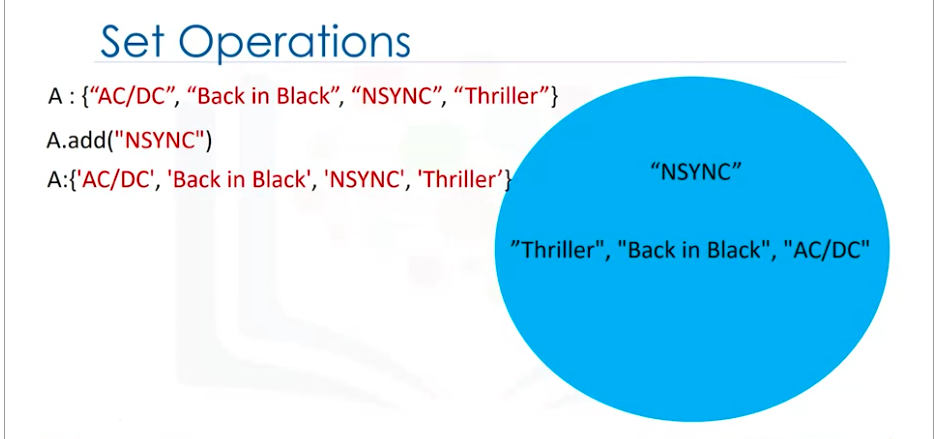 Set Operations
A : {“AC/DC”, “Back in Black”, “NSYNC”, “Thriller”}
A.add("NSYNC")
A:{'AC/DC', 'Back in Black', 'NSYNC', 'Thriller’}
“NSYNC”
”Thriller", "Back in Black", "AC/DC"